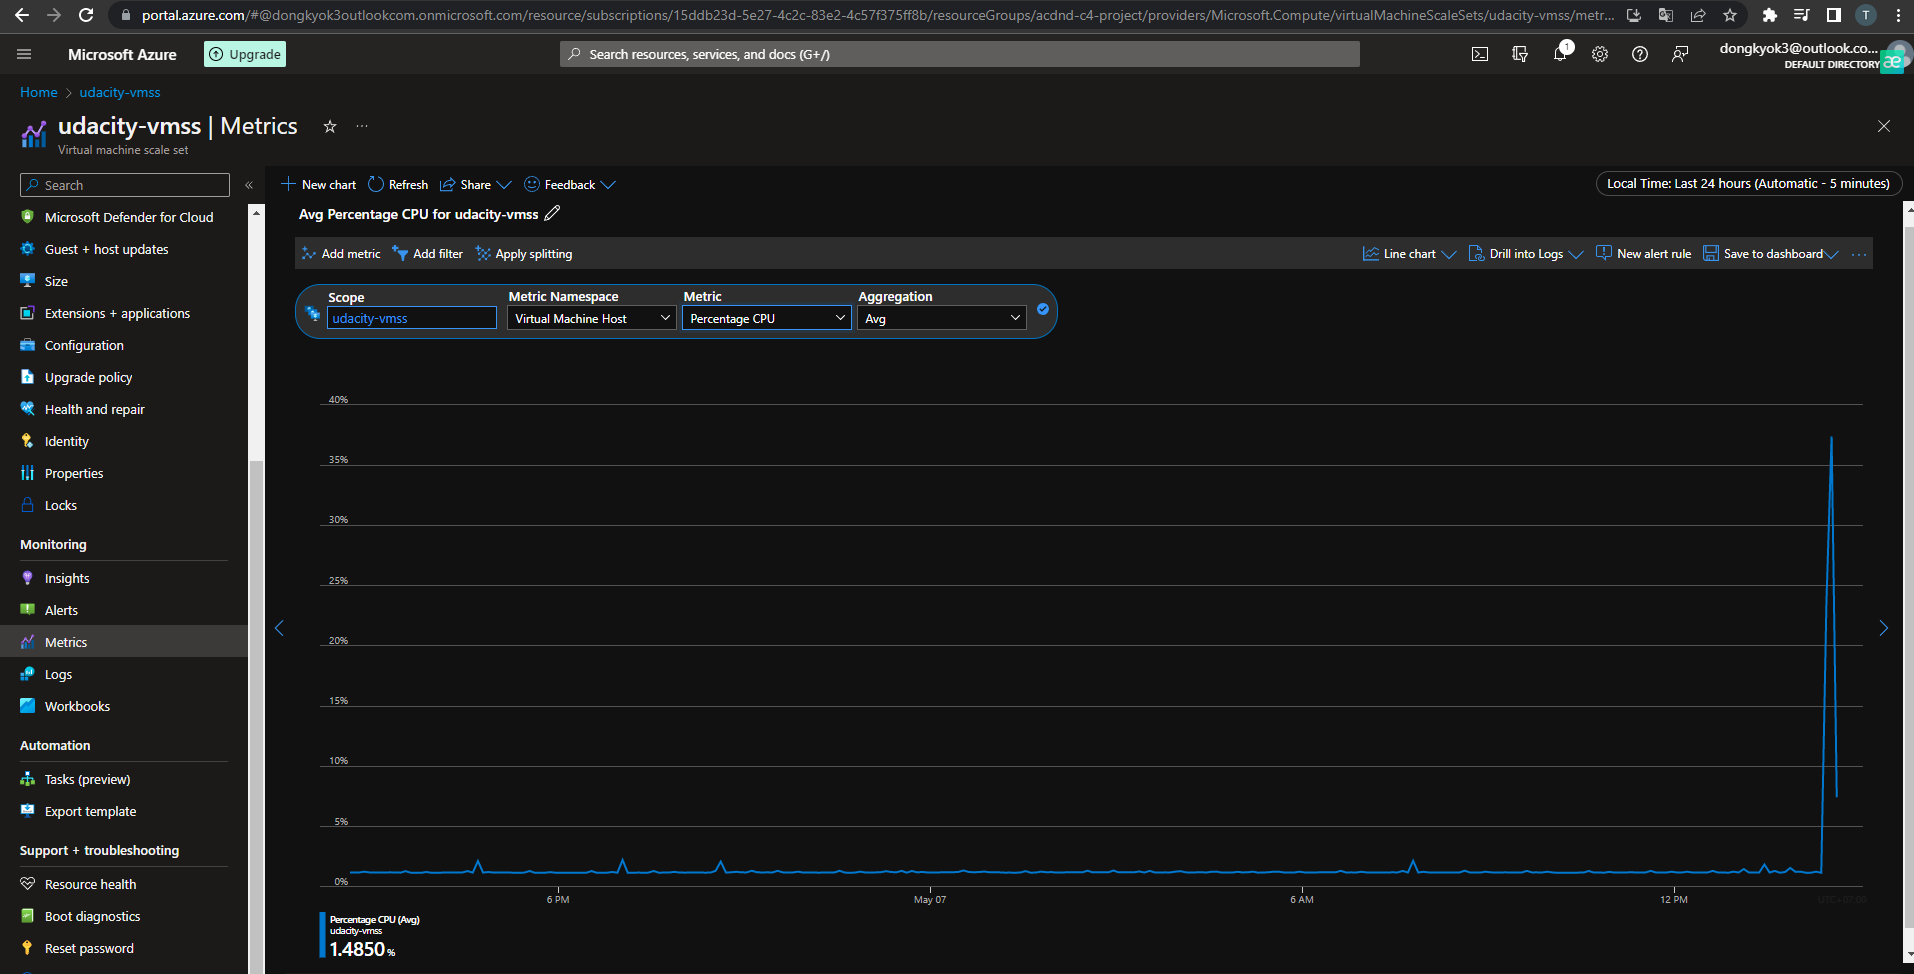 portal.azure.com/#@dongkyok3outlookcom.onmicrosoft.com/resource/subscriptions/15ddb23d-5e27-4c2c-83e2-4c57f375ff8b/resourceGroups/acdnd-c4-project/providers/Microsoft.Compute/virtualMachineScaleSets/udacity-vmss/metr...
T
Microsoft Azure
Upgrade
Search resources, services, and docs (G+/)
1
dongkyok3@outlook.co...
DEFAULT DIRECTORY
æ
Home > udacity-vmss
udacity-vmss | Metrics
Virtual machine scale set
Search
«
Microsoft Defender for Cloud
Guest + host updates
Size
Extensions + applications
Configuration
Upgrade policy
Health and repair
Identity
Properties
Locks
Monitoring
Insights
Alerts
Metrics
Logs
Workbooks
Automation
Tasks (preview)
Export template
Support + troubleshooting
Resource health
Boot diagnostics
Reset password
New chart
Refresh
Share
Feedback
Local Time: Last 24 hours (Automatic - 5 minutes)
Avg Percentage CPU for udacity-vmss
Add metric
Add filter
Apply splitting
Line chart
Drill into Logs
New alert rule
Save to dashboard
Scope
udacity-vmss
Metric Namespace
Virtual Machine Host
Metric
Percentage CPU
Aggregation
Avg
40%
35%
30%
25%
20%
15%
10%
5%
0%
6 PM
May 07
6 AM
12 PM
UTC+07:00
Percentage CPU (Avg)
udacity-vmss
1.4850 %